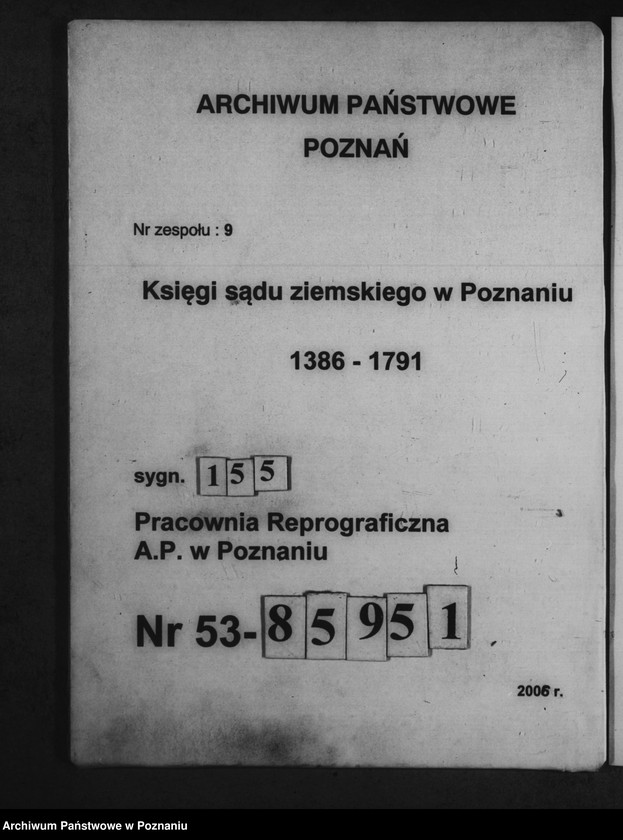 ARCHIWUM PAŃSTWOWE
POZNAŃ
Nr zespołu : 9
Księgi sądu ziemskiego w Poznaniu
1386 - 1791
sygn. 155
Pracownia Reprograficzna
A.P. w Poznaniu
Nr 53-85951
2006 r.
Archiwum Państwowe w Poznaniu